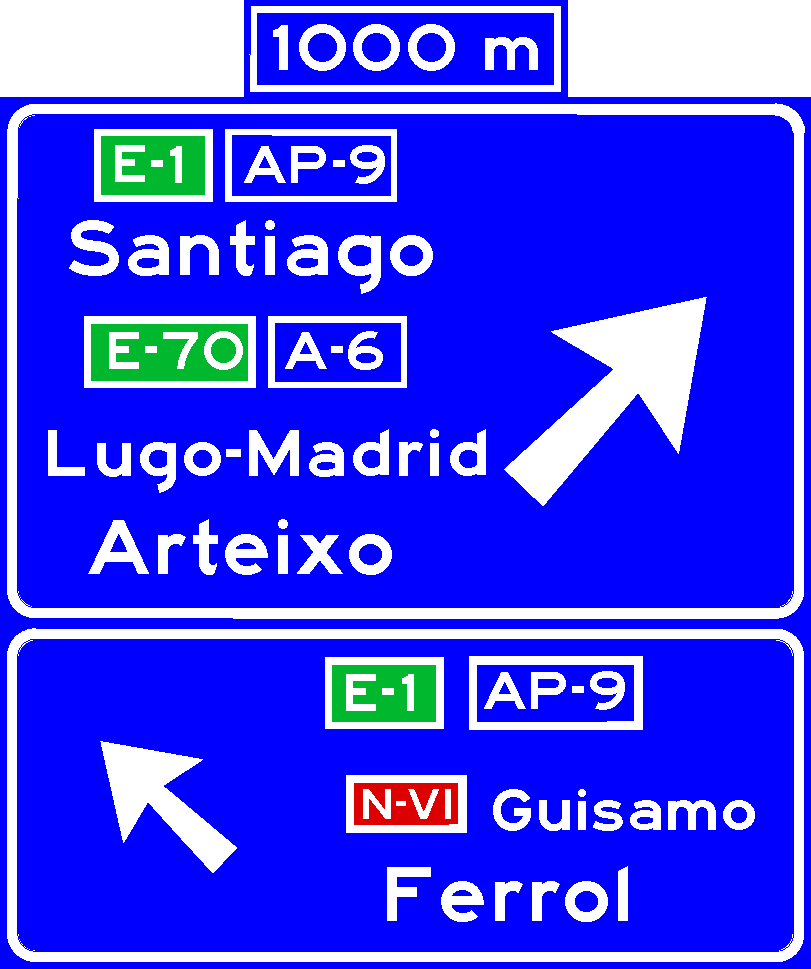 1000 m
E-1 AP-9
Santiago
E-70 A-6
Lugo-Madrid
Arteixo
E-1 AP-9
N-VI Guisamo
Ferrol